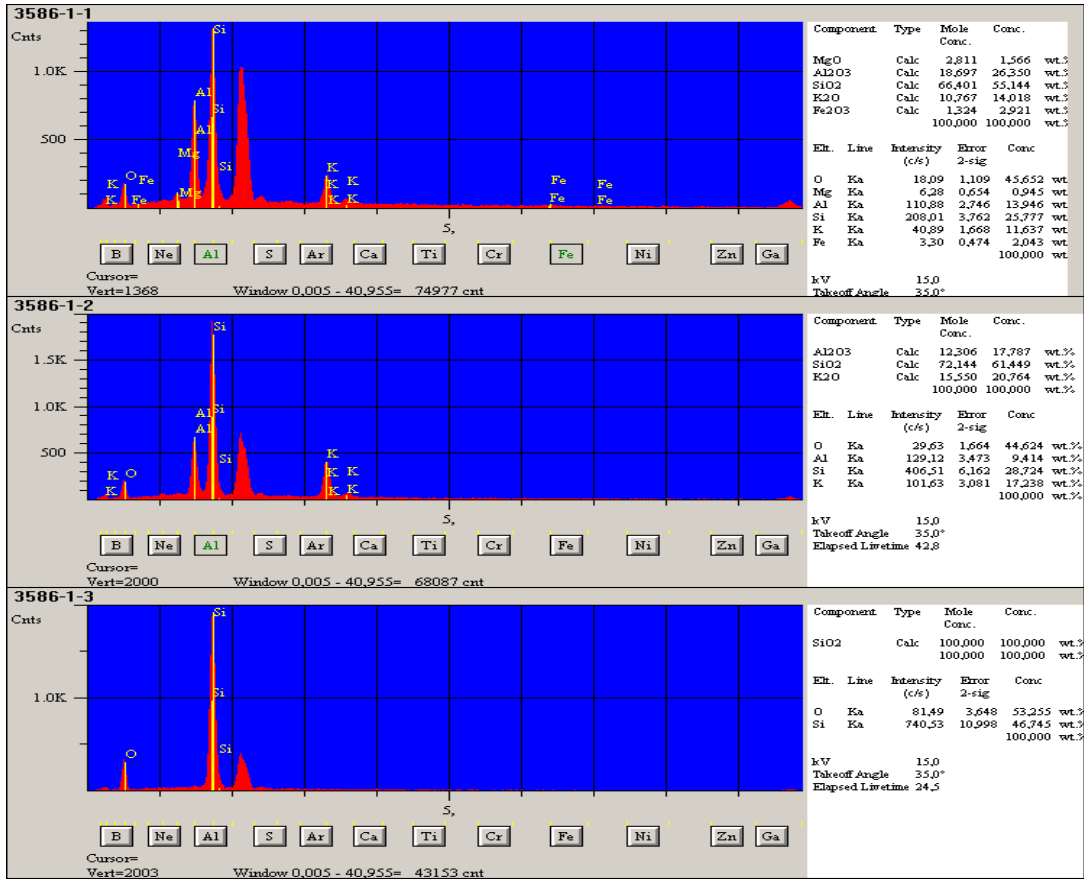 3586-1-1
Cnts
1.0K
500
Si
Al
Si
Al
Mg
Si
K O Fe
K Fe
Mg
K
K K
K K
Fe Fe
Fe Fe
5,
B Ne Al S Ar Ca Ti Cr Fe Ni Zn Ga
Cursor=
Vert=1368 Window 0,005 - 40,955= 74977 cnt
Component Type Mole Conc.
Conc.
MgO Calc 2,811 1,566 wt.%
Al2O3 Calc 18,697 26,350 wt.%
SiO2 Calc 66,401 55,144 wt.%
K2O Calc 10,767 14,018 wt.%
Fe2O3 Calc 1,324 2,921 wt.%
100,000 100,000 wt.%
Elt. Line Intensity Error Conc
(c/s) 2-sig
O Ka 18,09 1,109 45,652 wt.%
Mg Ka 6,28 0,654 0,945 wt.%
Al Ka 110,88 2,746 13,946 wt.%
Si Ka 208,01 3,762 25,777 wt.%
K Ka 40,89 1,668 11,637 wt.%
Fe Ka 3,30 0,474 2,043 wt.%
100,000 wt.
kV 15,0
Takeoff Angle 35,0°
3586-1-2
Cnts
1.5K
1.0K
500
Si
Al Si
Al
Si
K O
K
K
K K
K K
5,
B Ne Al S Ar Ca Ti Cr Fe Ni Zn Ga
Cursor=
Vert=2000 Window 0,005 - 40,955= 68087 cnt
Component Type Mole Conc.
Conc.
Al2O3 Calc 12,306 17,787 wt.%
SiO2 Calc 72,144 61,449 wt.%
K2O Calc 15,550 20,764 wt.%
100,000 100,000 wt.%
Elt. Line Intensity Error Conc
(c/s) 2-sig
O Ka 29,63 1,664 44,624 wt.%
Al Ka 129,12 3,473 9,414 wt.%
Si Ka 406,51 6,162 28,724 wt.%
K Ka 101,63 3,081 17,238 wt.%
100,000 wt.%
kV 15,0
Takeoff Angle 35,0°
Elapsed Livetime 42,8
3586-1-3
Cnts
1.0K
Si
Si
Si
O
5,
B Ne Al S Ar Ca Ti Cr Fe Ni Zn Ga
Cursor=
Vert=2003 Window 0,005 - 40,955= 43153 cnt
Component Type Mole Conc.
Conc.
SiO2 Calc 100,000 100,000 wt.%
100,000 100,000 wt.%
Elt. Line Intensity Error Conc
(c/s) 2-sig
O Ka 81,49 3,648 53,255 wt.%
Si Ka 740,53 10,998 46,745 wt.%
100,000 wt.%
kV 15,0
Takeoff Angle 35,0°
Elapsed Livetime 24,5